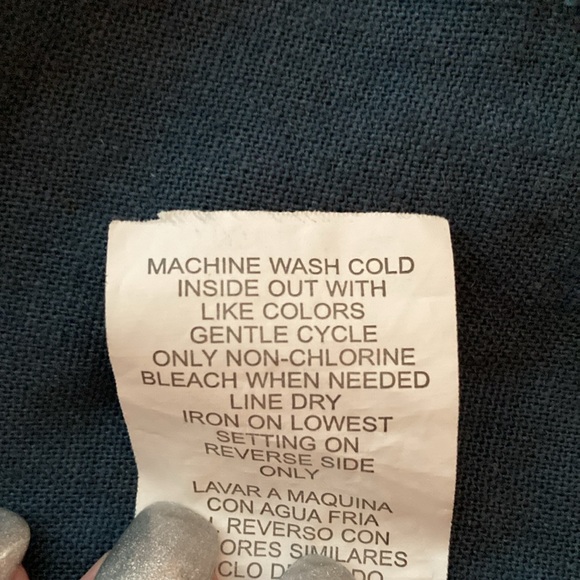 MACHINE WASH COLD
INSIDE OUT WITH
LIKE COLORS
GENTLE CYCLE
ONLY NON-CHLORINE
BLEACH WHEN NEEDED
LINE DRY
IRON ON LOWEST
SETTING ON
REVERSE SIDE
ONLY
LAVAR A MAQUINA
CON AGUA FRIA
REVERSO CON
ORES SIMILARES